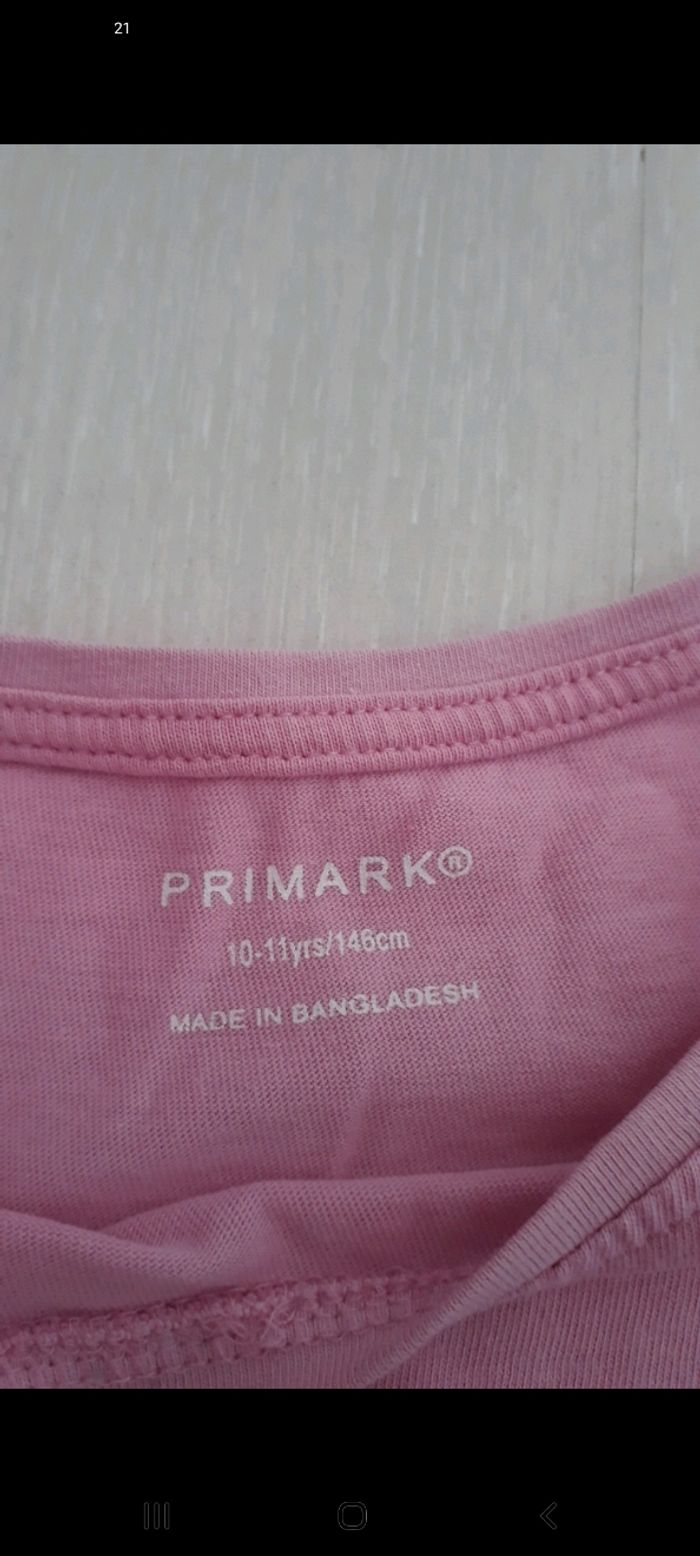 21
PRIMARK®
10-11yrs/146cm
MADE IN BANGLADESH